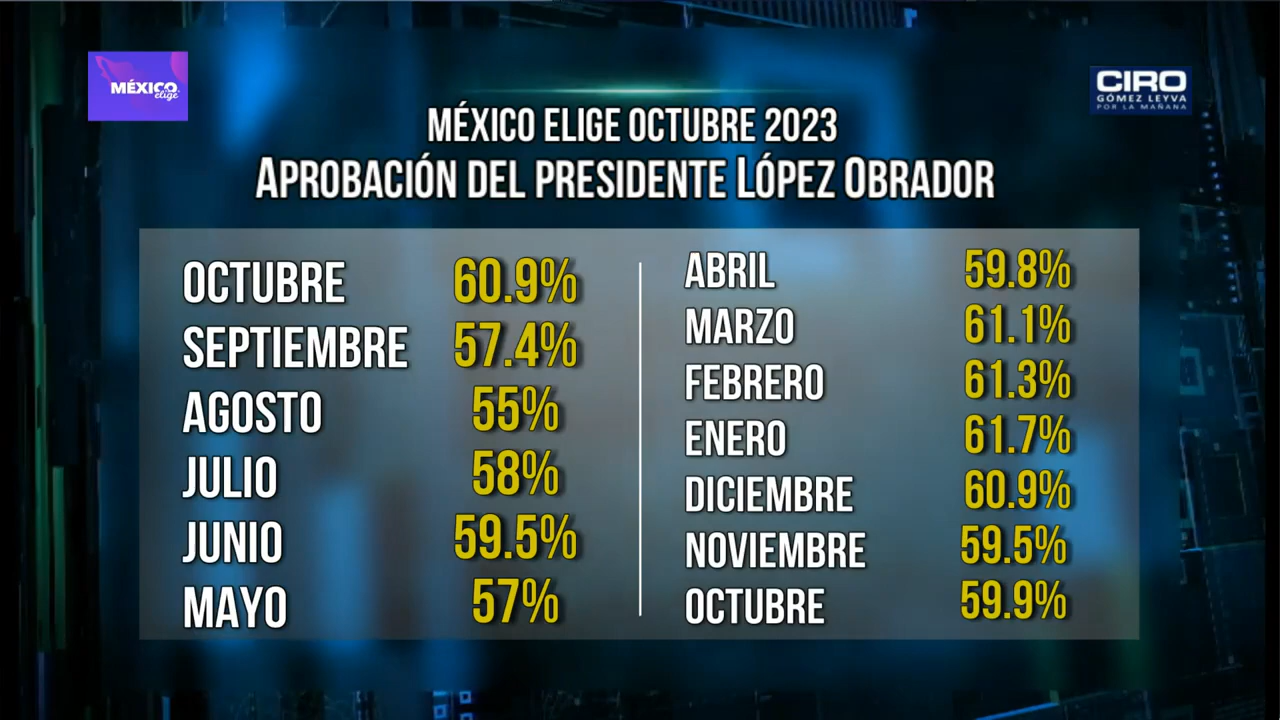 MÉXICO
elige
CIRO
GÓMEZ LEYVA
POR LA MAÑANA
MÉXICO ELIGE OCTUBRE 2023
APROBACIÓN DEL PRESIDENTE LÓPEZ OBRADOR
OCTUBRE 60.9%
SEPTIEMBRE 57.4%
AGOSTO 55%
JULIO 58%
JUNIO 59.5%
MAYO 57%
ABRIL 59.8%
MARZO 61.1%
FEBRERO 61.3%
ENERO 61.7%
DICIEMBRE 60.9%
NOVIEMBRE 59.5%
OCTUBRE 59.9%